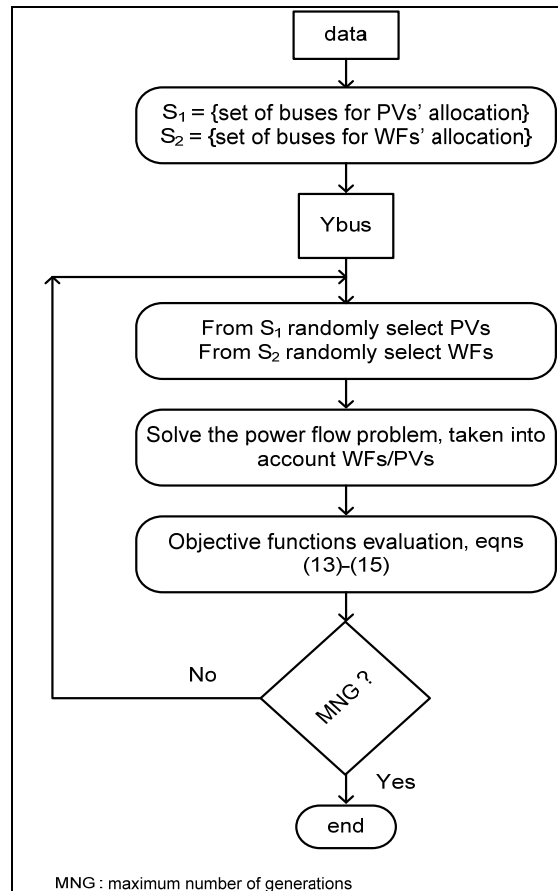 data
S₁ = {set of buses for PVs' allocation}
S₂ = {set of buses for WFs' allocation}
Ybus
From S₁ randomly select PVs
From S₂ randomly select WFs
Solve the power flow problem, taken into
account WFs/PVs
Objective functions evaluation, eqns
(13)–(15)
No
MNG ?
Yes
end
MNG : maximum number of generations